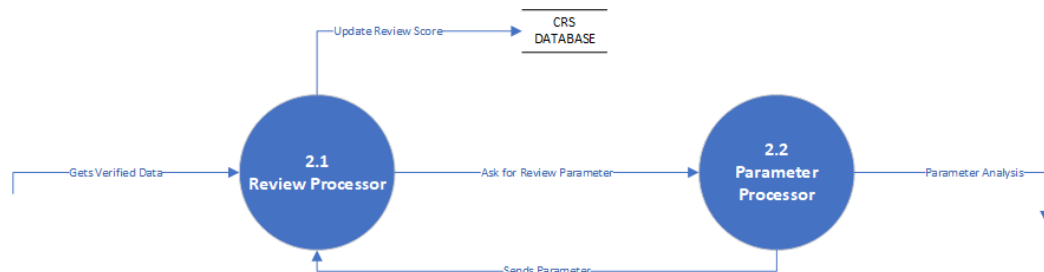 Update Review Score
CRS
DATABASE
Gets Verified Data
2.1
Review Processor
Ask for Review Parameter
2.2
Parameter
Processor
Parameter Analysis
Sends Parameter